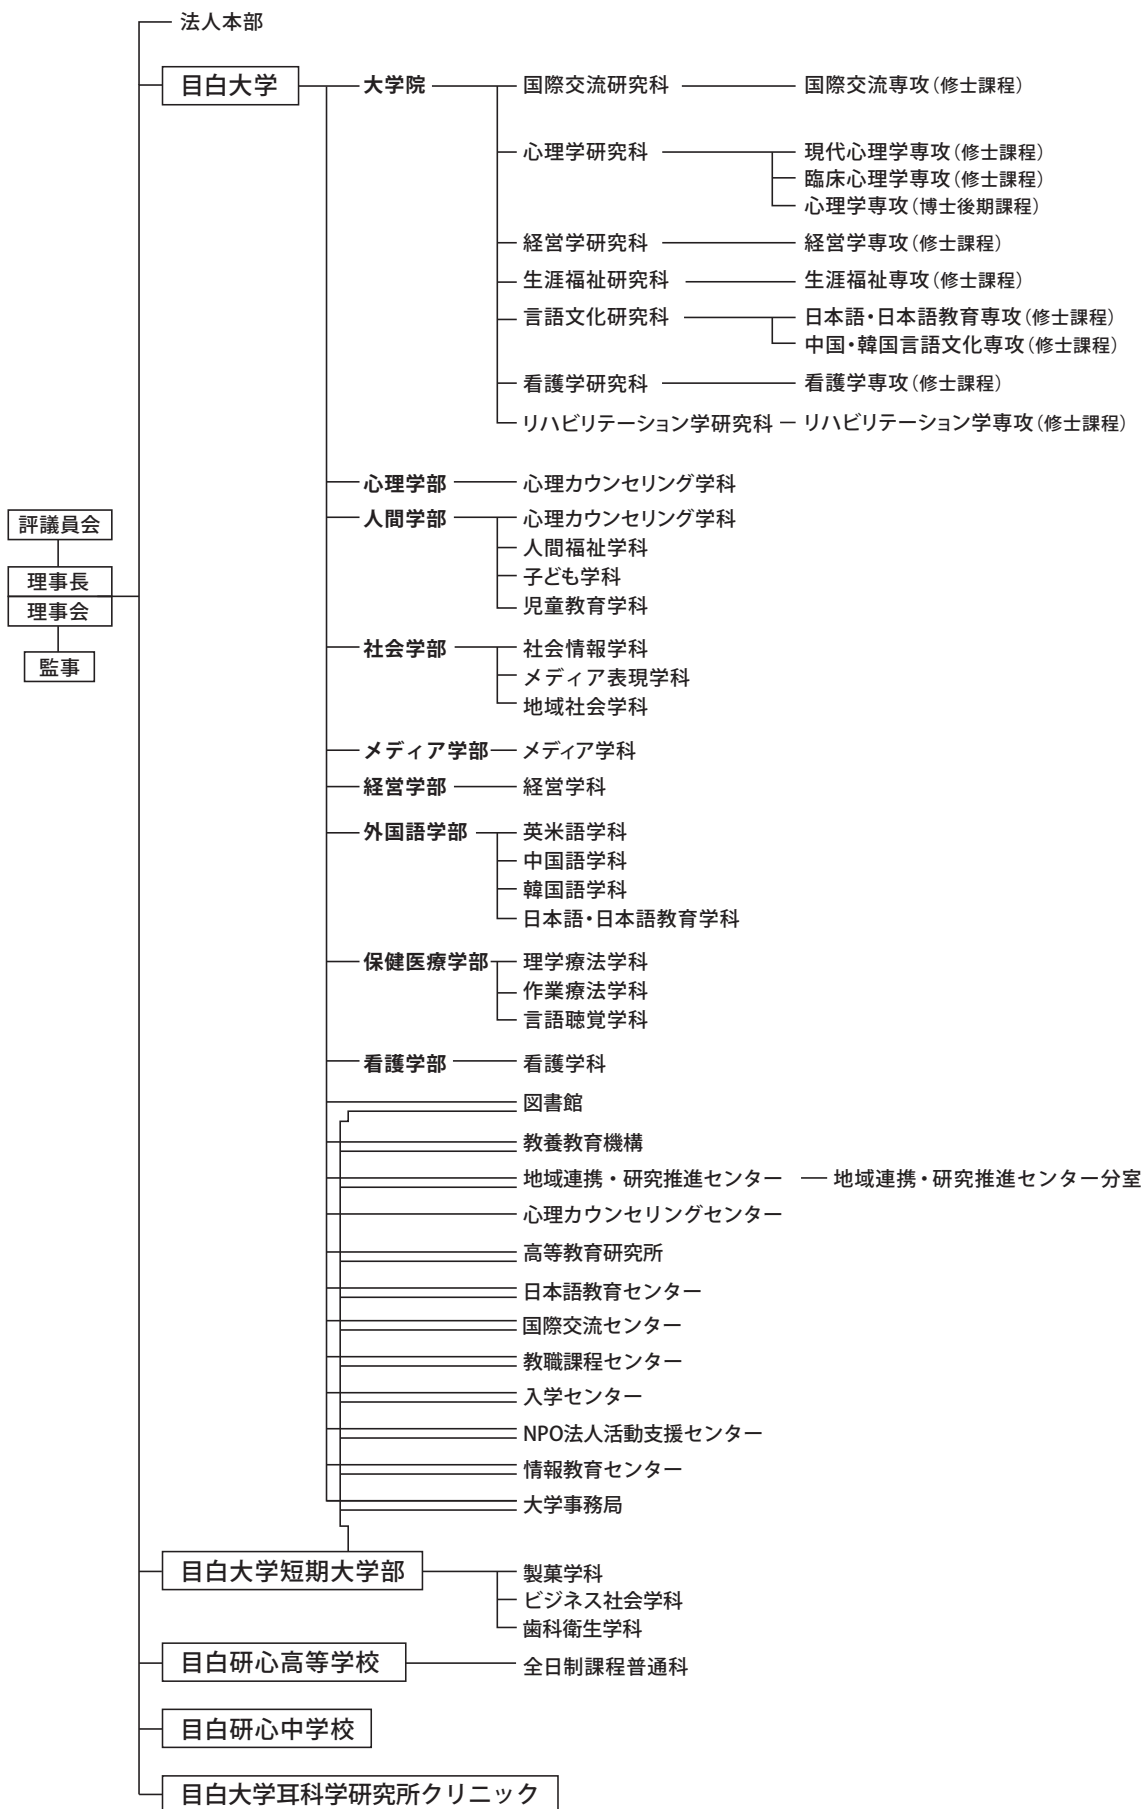 法人本部
目白大学
大学院 国際交流研究科 国際交流専攻(修士課程)
心理学研究科 現代心理学専攻(修士課程)
臨床心理学専攻(修士課程)
心理学専攻(博士後期課程)
経営学研究科 経営学専攻(修士課程)
生涯福祉研究科 生涯福祉専攻(修士課程)
言語文化研究科 日本語・日本語教育専攻(修士課程)
中国・韓国言語文化専攻(修士課程)
看護学研究科 看護学専攻(修士課程)
リハビリテーション学研究科 リハビリテーション学専攻(修士課程)
心理学部 心理カウンセリング学科
人間学部 心理カウンセリング学科
人間福祉学科
子ども学科
児童教育学科
評議員会
理事長
理事会
監事
社会学部 社会情報学科
メディア表現学科
地域社会学科
メディア学部 メディア学科
経営学部 経営学科
外国語学部 英米語学科
中国語学科
韓国語学科
日本語・日本語教育学科
保健医療学部 理学療法学科
作業療法学科
言語聴覚学科
看護学部 看護学科
図書館
教養教育機構
地域連携・研究推進センター 地域連携・研究推進センター分室
心理カウンセリングセンター
高等教育研究所
日本語教育センター
国際交流センター
教職課程センター
入学センター
NPO法人活動支援センター
情報教育センター
大学事務局
目白大学短期大学部 製菓学科
ビジネス社会学科
歯科衛生学科
目白研心高等学校 全日制課程普通科
目白研心中学校
目白大学耳科学研究所クリニック